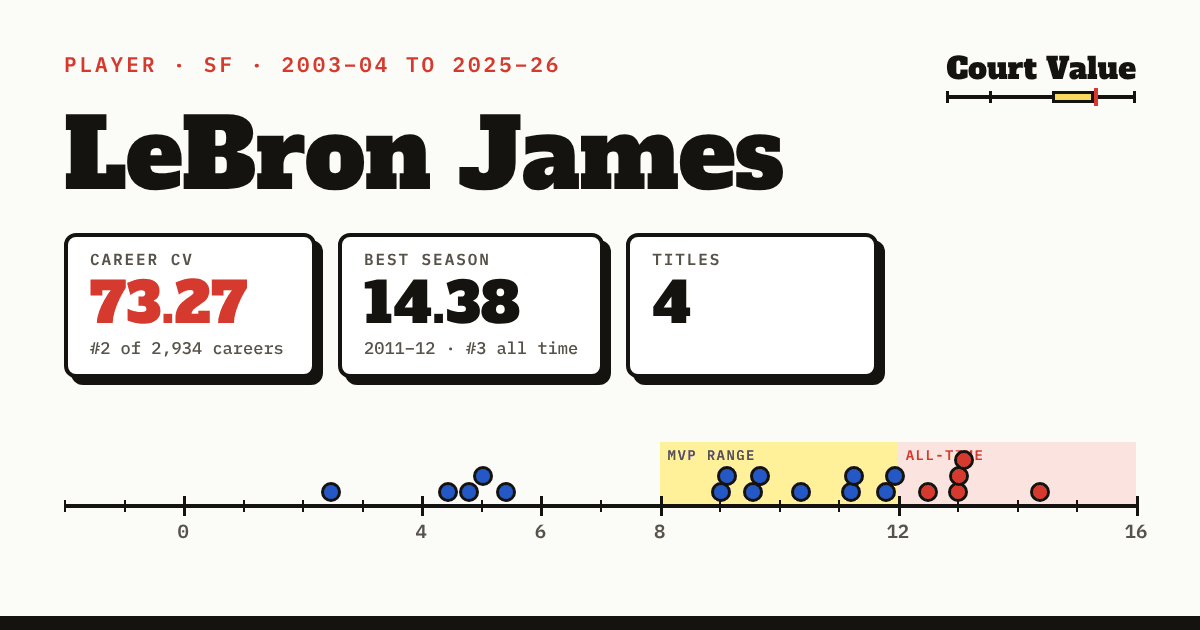 PLAYER · SF · 2003–04 TO 2025–26
Court Value
LeBron James
CAREER CV
73.27
#2 of 2,934 careers
BEST SEASON
14.38
2011–12 · #3 all time
TITLES
4
MVP RANGE
ALL-TIME
0 4 6 8 12 16